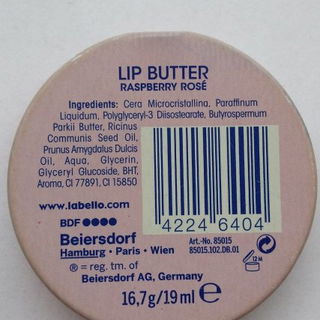 LIP BUTTER
RASPBERRY ROSÉ
Ingredients: Cera Microcristallina, Paraffinum
Liquidum, Polyglyceryl-3 Diisostearate, Butyrospermum
Parkii Butter, Ricinus
Communis Seed Oil,
Prunus Amygdalus Dulcis
Oil, Aqua, Glycerin,
Glyceryl Glucoside, BHT,
Aroma, CI 77891, CI 15850
www.labello.com
4224 6404
BDF
Beiersdorf
Hamburg · Paris · Wien
Art.-No. 85015
85015.102.DB.01
12 M
® = reg. tm. of
Beiersdorf AG, Germany
16,7g/19ml e